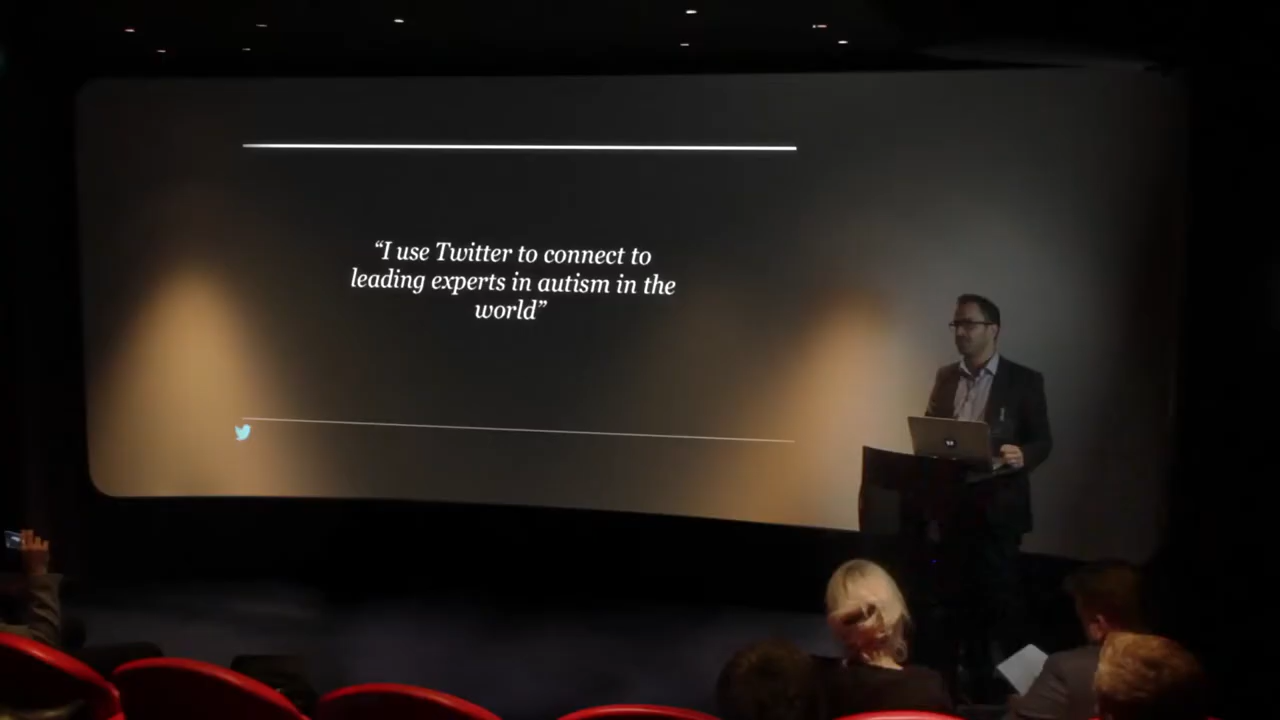 “I use Twitter to connect to
leading experts in autism in the
world”